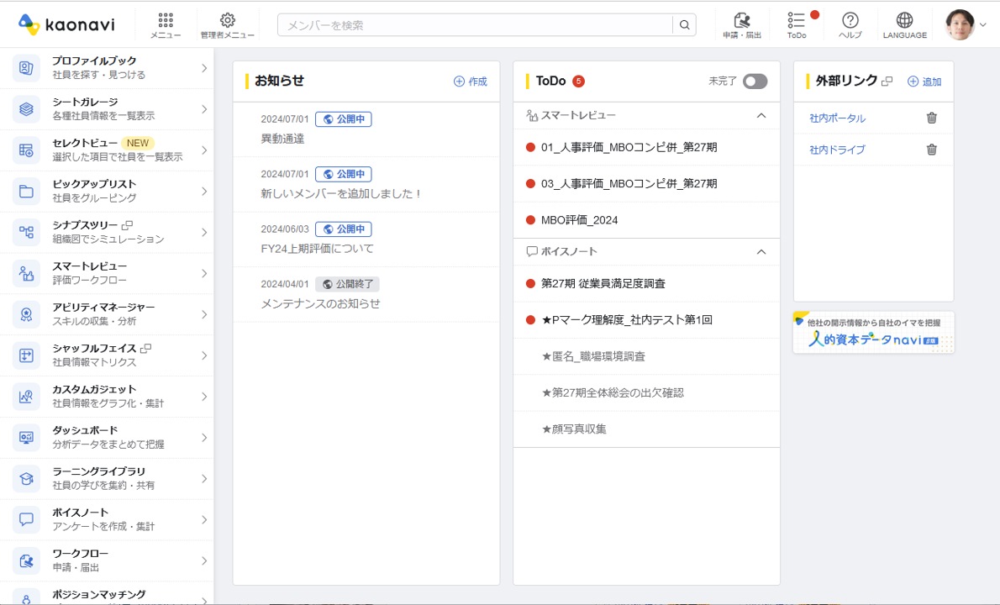 kaonavi
メニュー
管理者メニュー
メンバーを検索
申請・届出
ToDo
ヘルプ
LANGUAGE
プロファイルブック
社員を探す・見つける
シートガレージ
各種社員情報を一覧表示
セレクトビュー NEW
選択した項目で社員を一覧表示
ピックアップリスト
社員をグルーピング
シナプスツリー
組織図でシミュレーション
スマートレビュー
評価ワークフロー
アビリティマネージャー
スキルの収集・分析
シャッフルフェイス
社員情報マトリクス
カスタムガジェット
社員情報をグラフ化・集計
ダッシュボード
分析データをまとめて把握
ラーニングライブラリ
社員の学びを集約・共有
ボイスノート
アンケートを作成・集計
ワークフロー
申請・届出
ポジションマッチング
お知らせ
作成
2024/07/01 公開中
異動通達
2024/07/01 公開中
新しいメンバーを追加しました！
2024/06/03 公開中
FY24上期評価について
2024/04/01 公開終了
メンテナンスのお知らせ
ToDo 5
未完了
スマートレビュー
01_人事評価_MBOコンピ併_第27期
03_人事評価_MBOコンピ併_第27期
MBO評価_2024
ボイスノート
第27期 従業員満足度調査
★Pマーク理解度_社内テスト第1回
★匿名_職場環境調査
★第27期全体総会の出欠確認
★顔写真収集
外部リンク
追加
社内ポータル
社内ドライブ
他社の開示情報から自社のイマを把握
人的資本データnavi β版